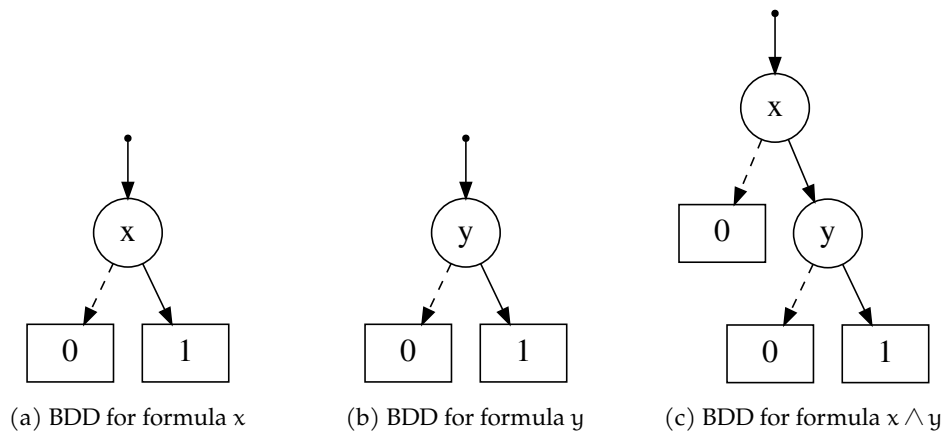 x
0 1
(a) BDD for formula x
y
0 1
(b) BDD for formula y
x
0 y
0 1
(c) BDD for formula x ∧ y